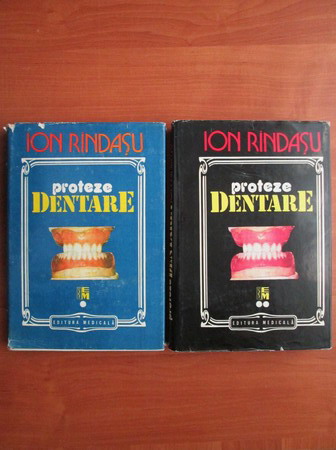 ION RINDAȘU
proteze
DENTARE
EDITURA MEDICALĂ
ION RINDAȘU
proteze
DENTARE
EDITURA MEDICALĂ